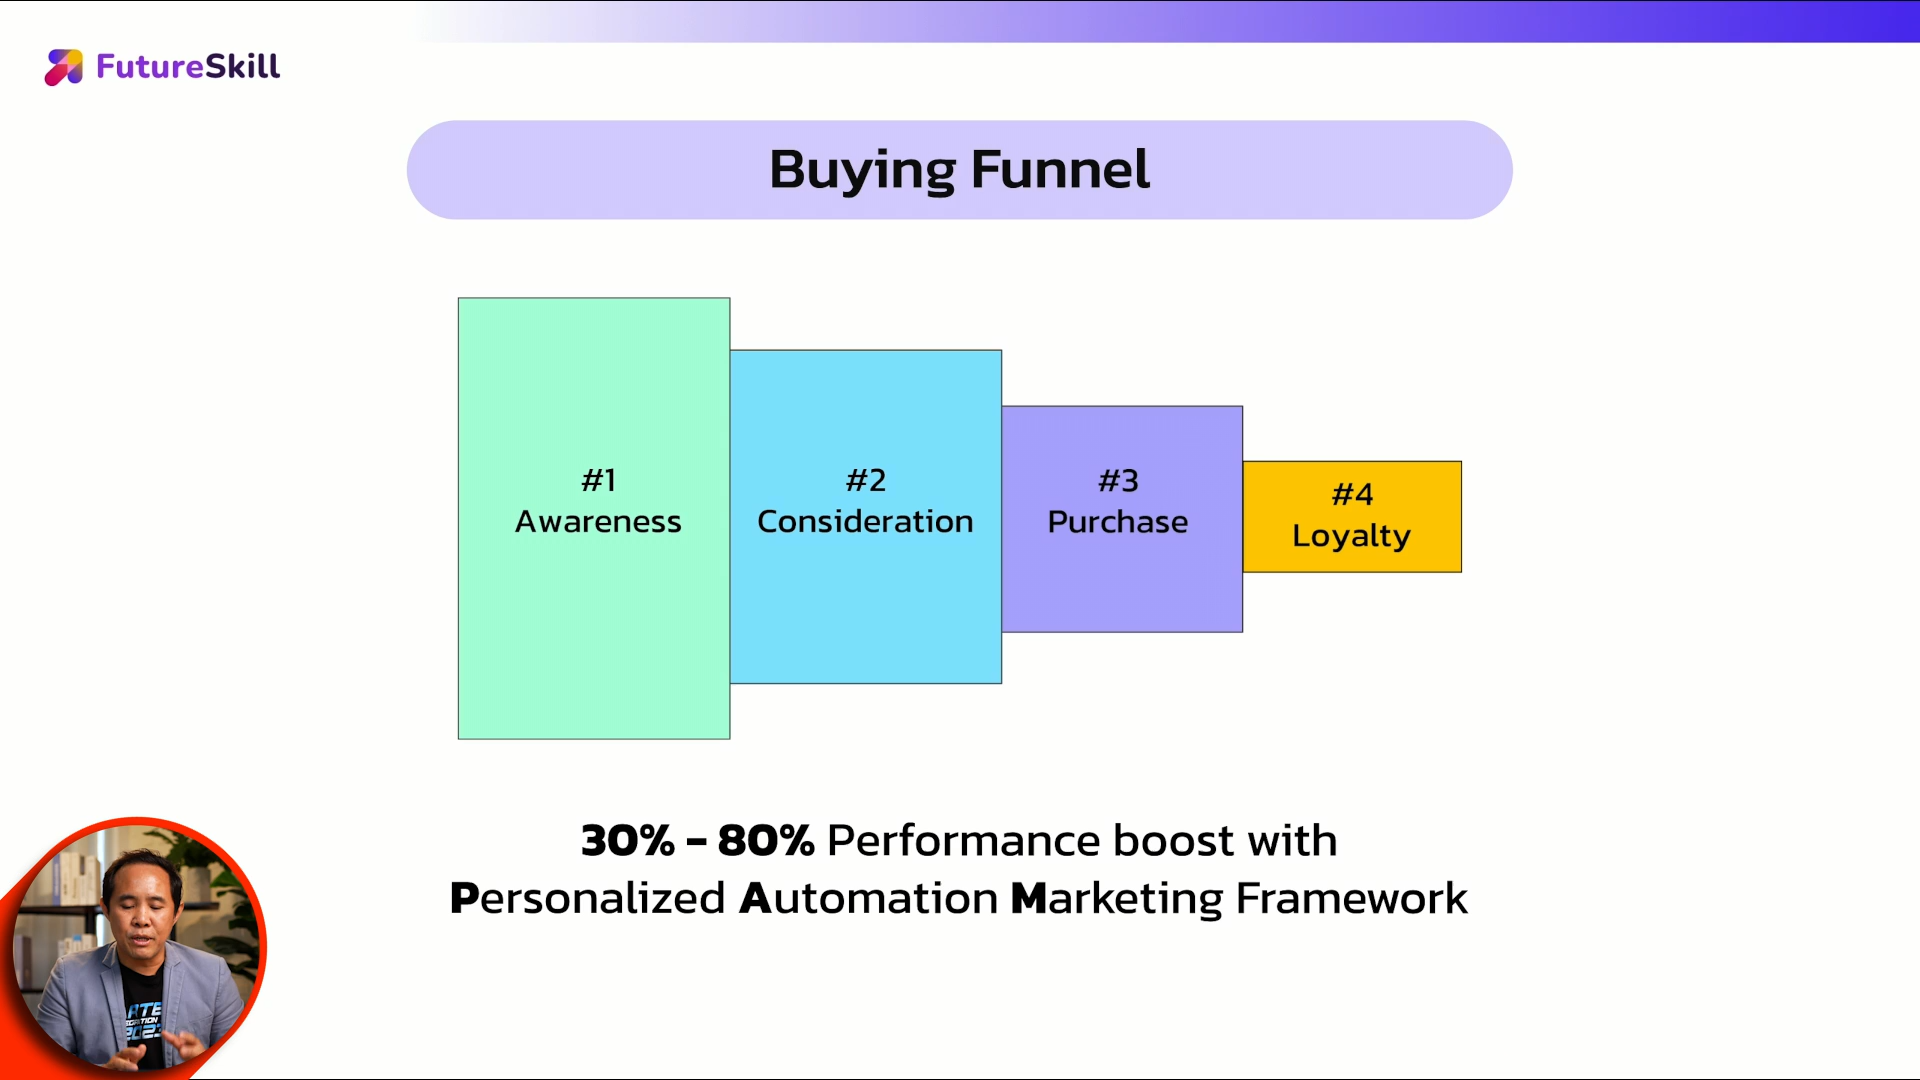 FutureSkill
Buying Funnel
#1
Awareness
#2
Consideration
#3
Purchase
#4
Loyalty
30% - 80% Performance boost with
Personalized Automation Marketing Framework
2023